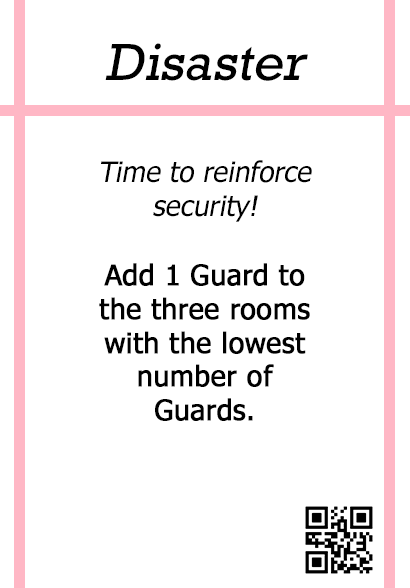 Disaster
Time to reinforce
security!
Add 1 Guard to
the three rooms
with the lowest
number of
Guards.